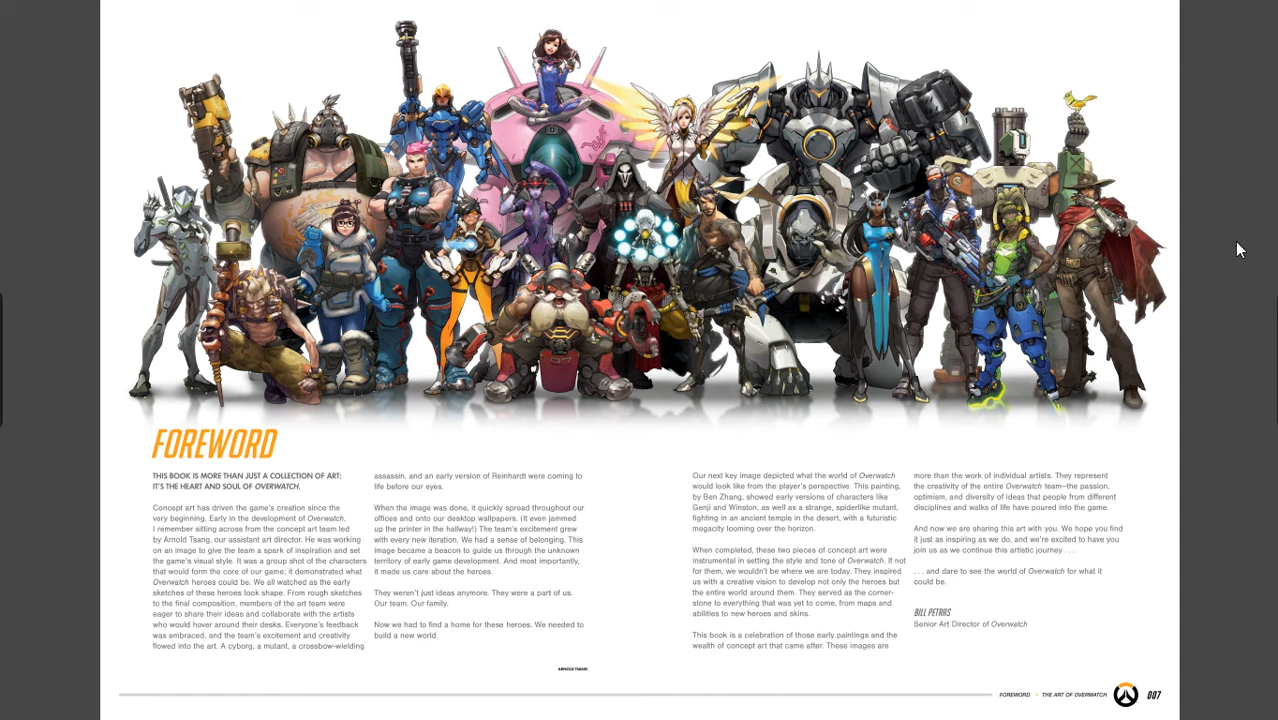 FOREWORD
THIS BOOK IS MORE THAN JUST A COLLECTION OF ART:
IT'S THE HEART AND SOUL OF OVERWATCH.
Concept art has driven the game's creation since the
very beginning. Early in the development of Overwatch,
I remember sitting across from the concept art team led
by Arnold Tsang, our assistant art director. He was working
on an image to give the team a spark of inspiration and set
the game's visual style. It was a group shot of the characters
that would form the core of our game; it demonstrated what
Overwatch heroes could be. We all watched as the early
sketches of these heroes took shape. From rough sketches
to the final composition, members of the art team were
eager to share their ideas and collaborate with the artists
who would hover around their desks. Everyone's feedback
was embraced, and the team's excitement and creativity
flowed into the art. A cyborg, a mutant, a crossbow-wielding
assassin, and an early version of Reinhardt were coming to
life before our eyes.
When the image was done, it quickly spread throughout our
offices and onto our desktop wallpapers. (It even jammed
up the printer in the hallway!) The team's excitement grew
with every new iteration. We had a sense of belonging. This
image became a beacon to guide us through the unknown
territory of early game development. And most importantly,
it made us care about the heroes.
They weren't just ideas anymore. They were a part of us.
Our team. Our family.
Now we had to find a home for these heroes. We needed to
build a new world.
ARNOLD TSANG
Our next key image depicted what the world of Overwatch
would look like from the player's perspective. This painting,
by Ben Zhang, showed early versions of characters like
Genji and Winston, as well as a strange, spiderlike mutant,
fighting in an ancient temple in the desert, with a futuristic
megacity looming over the horizon.
When completed, these two pieces of concept art were
instrumental in setting the style and tone of Overwatch. If not
for them, we wouldn't be where we are today. They inspired
us with a creative vision to develop not only the heroes but
the entire world around them. They served as the corner-
stone to everything that was yet to come, from maps and
abilities to new heroes and skins.
This book is a celebration of those early paintings and the
wealth of concept art that came after. These images are
more than the work of individual artists. They represent
the creativity of the entire Overwatch team—the passion,
optimism, and diversity of ideas that people from different
disciplines and walks of life have poured into the game.
And now we are sharing this art with you. We hope you find
it just as inspiring as we do, and we're excited to have you
join us as we continue this artistic journey . . .
. . . and dare to see the world of Overwatch for what it
could be.
BILL PETRAS
Senior Art Director of Overwatch
FOREWORD - THE ART OF OVERWATCH 007